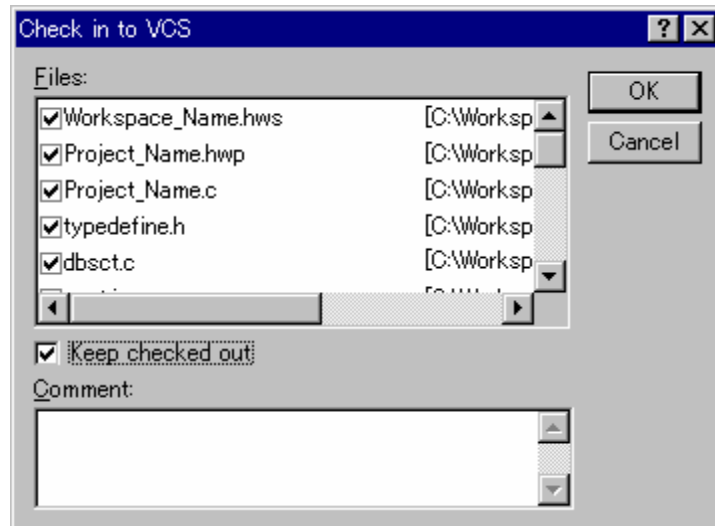 Check in to VCS
Files:
OK
Workspace_Name.hws [C:\Worksp
Cancel
Project_Name.hwp [C:\Worksp
Project_Name.c [C:\Worksp
typedefine.h [C:\Worksp
dbsct.c [C:\Worksp
Keep checked out
Comment: